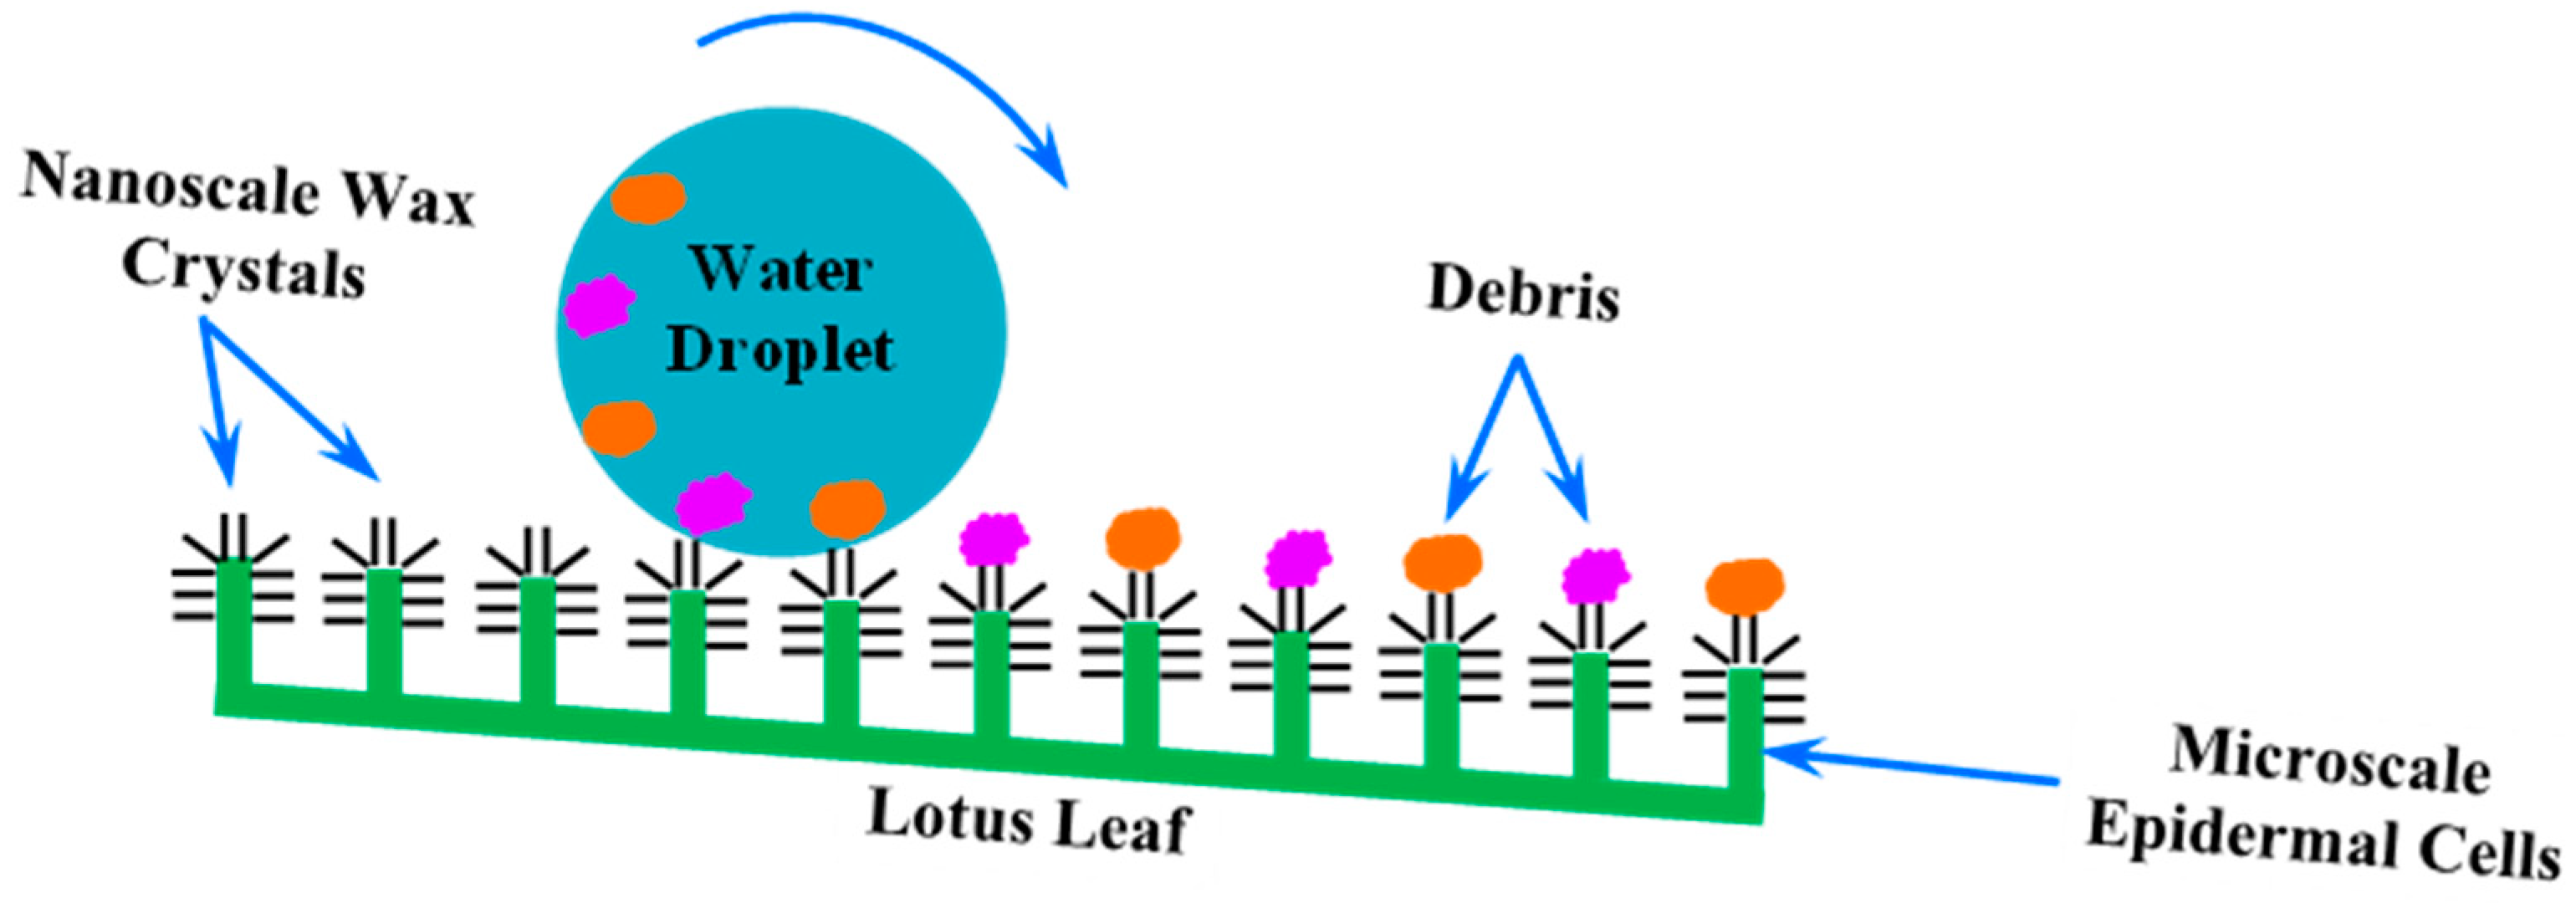 Nanoscale Wax
Crystals
Water
Droplet
Debris
Lotus Leaf
Microscale
Epidermal Cells